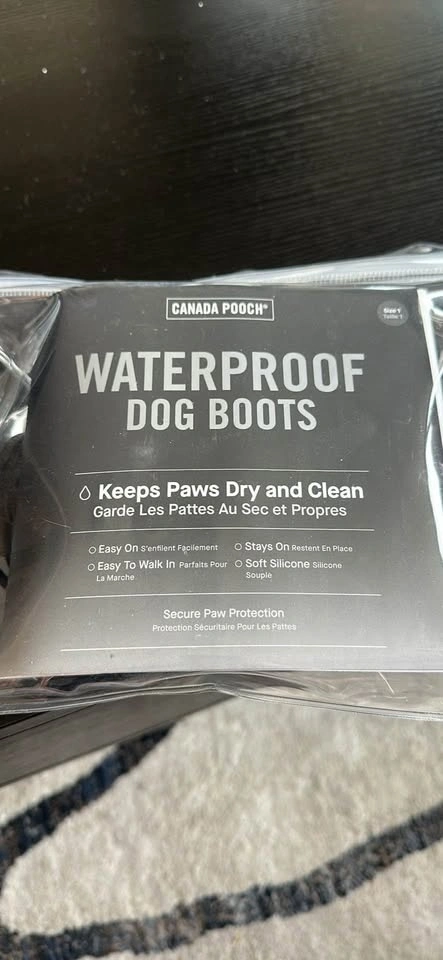 CANADA POOCH®
Size 1
Taille 1
WATERPROOF
DOG BOOTS
Keeps Paws Dry and Clean
Garde Les Pattes Au Sec et Propres
Easy On S'enfilent Facilement
Stays On Restent En Place
Easy To Walk In Parfaits Pour
La Marche
Soft Silicone Silicone
Souple
Secure Paw Protection
Protection Sécuritaire Pour Les Pattes